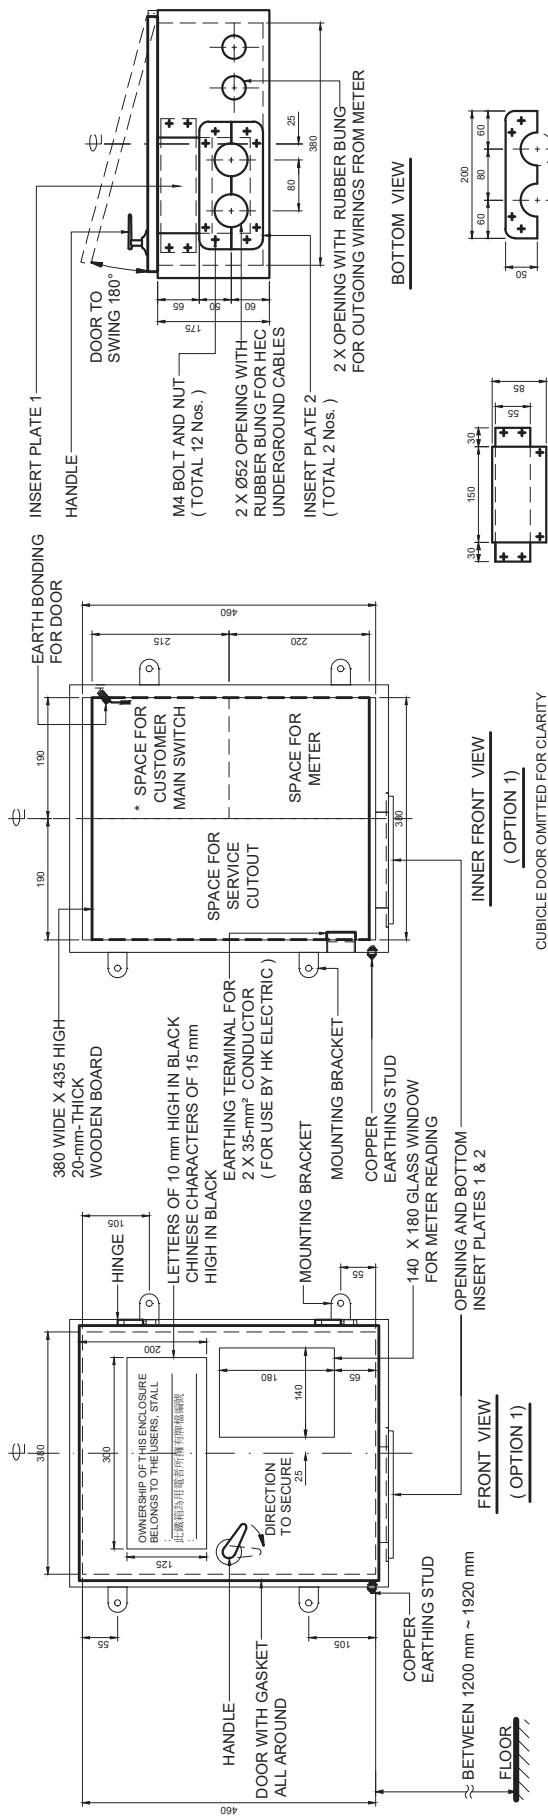 380
300
OWNERSHIP OF THIS ENCLOSURE
BELONGS TO THE USERS, STALL
此鐵箱為用電者所擁有牌檔編號
125
200
105
HINGE
LETTERS OF 10 mm HIGH IN BLACK
CHINESE CHARACTERS OF 15 mm
HIGH IN BLACK
55
HANDLE
DIRECTION
TO SECURE
25
180
140
65
MOUNTING BRACKET
55
140 X 180 GLASS WINDOW
FOR METER READING
DOOR WITH GASKET
ALL AROUND
460
105
COPPER
EARTHING STUD
BETWEEN 1200 mm ~ 1920 mm
FLOOR
FRONT VIEW
( OPTION 1)
OPENING AND BOTTOM
INSERT PLATES 1 & 2
380 WIDE X 435 HIGH
20-mm-THICK
WOODEN BOARD
190
190
EARTH BONDING
FOR DOOR
* SPACE FOR
CUSTOMER
MAIN SWITCH
SPACE FOR
SERVICE
CUTOUT
SPACE FOR
METER
215
220
460
EARTHING TERMINAL FOR
2 X 35-mm² CONDUCTOR
( FOR USE BY HK ELECTRIC )
MOUNTING BRACKET
COPPER
EARTHING STUD
380
INNER FRONT VIEW
( OPTION 1)
CUBICLE DOOR OMITTED FOR CLARITY
INSERT PLATE 1
HANDLE
DOOR TO
SWING 180°
65
50
60
175
80
25
380
M4 BOLT AND NUT
( TOTAL 12 Nos. )
2 X Ø52 OPENING WITH
RUBBER BUNG FOR HEC
UNDERGROUND CABLES
INSERT PLATE 2
( TOTAL 2 Nos. )
2 X OPENING WITH RUBBER BUNG
FOR OUTGOING WIRINGS FROM METER
BOTTOM VIEW
30
150
30
55
85
200
60
80
60
50